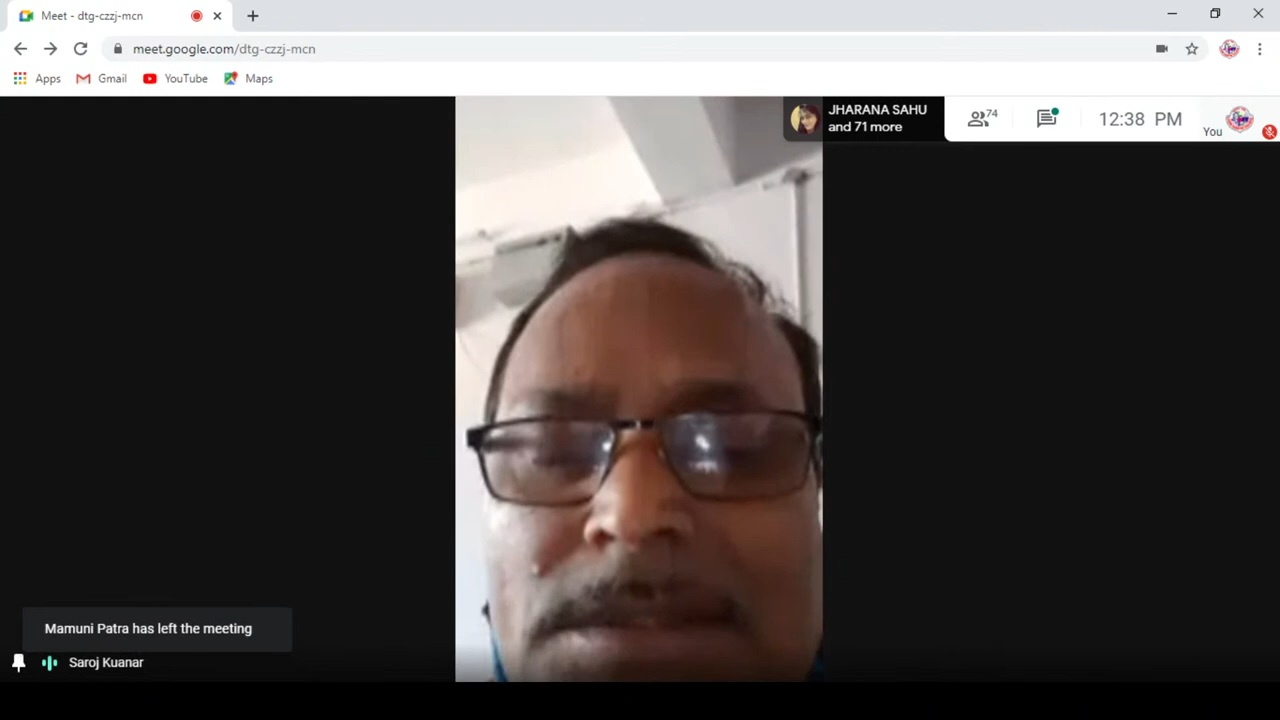 Meet - dtg-czzj-mcn
meet.google.com/dtg-czzj-mcn
Apps Gmail YouTube Maps
JHARANA SAHU
and 71 more
74
12:38 PM
You
Mamuni Patra has left the meeting
Saroj Kuanar